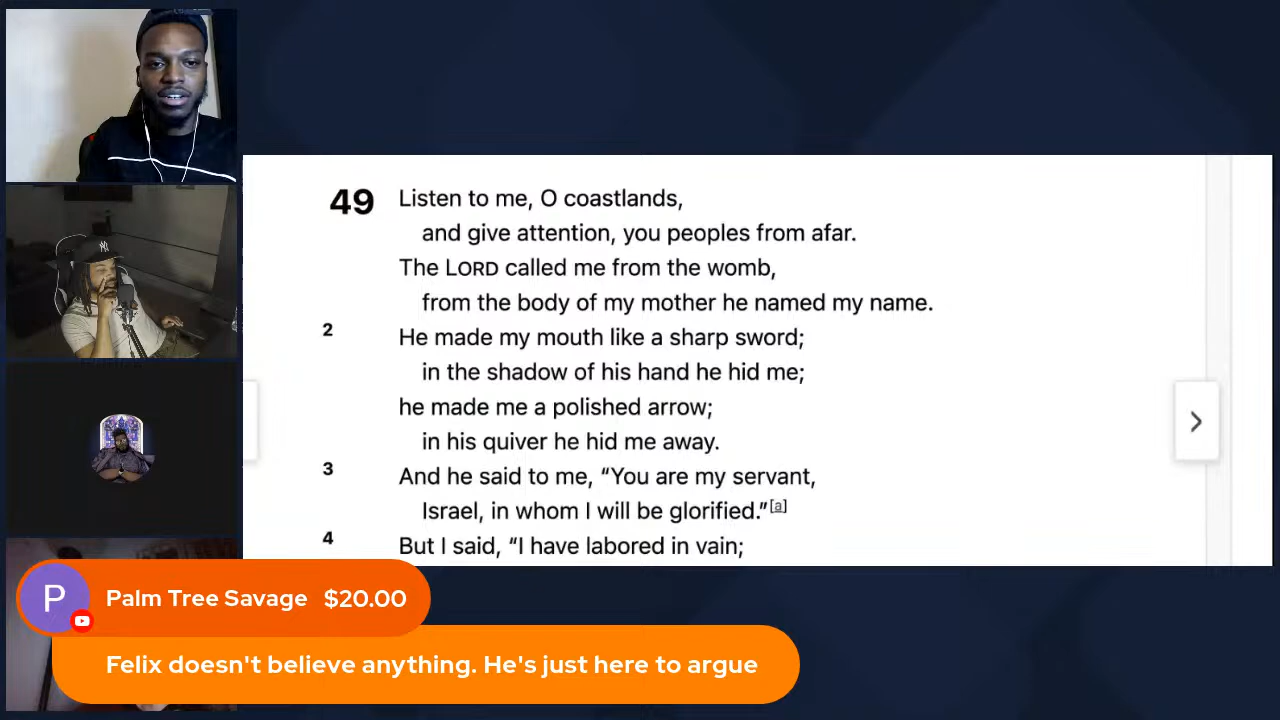 49 Listen to me, O coastlands,
and give attention, you peoples from afar.
The LORD called me from the womb,
from the body of my mother he named my name.
2 He made my mouth like a sharp sword;
in the shadow of his hand he hid me;
he made me a polished arrow;
in his quiver he hid me away.
3 And he said to me, “You are my servant,
Israel, in whom I will be glorified.”[a]
4 But I said, “I have labored in vain;
P Palm Tree Savage $20.00
Felix doesn't believe anything. He's just here to argue